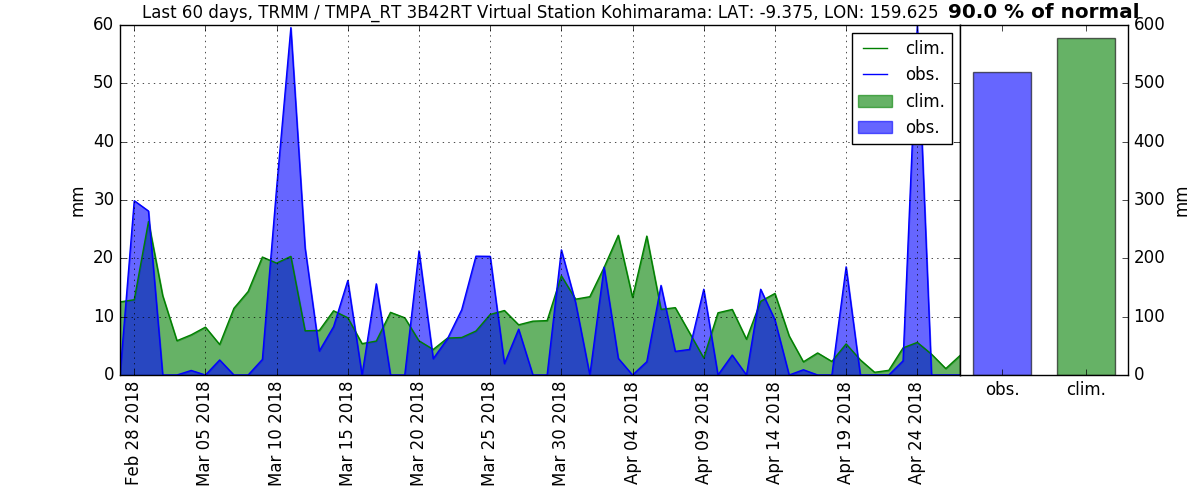 Last 60 days, TRMM / TMPA_RT 3B42RT Virtual Station Kohimarama: LAT: -9.375, LON: 159.625 90.0 % of normal
60
50
40
30
20
10
0
mm
clim.
obs.
clim.
obs.
600
500
400
300
200
100
0
mm
Feb 28 2018
Mar 05 2018
Mar 10 2018
Mar 15 2018
Mar 20 2018
Mar 25 2018
Mar 30 2018
Apr 04 2018
Apr 09 2018
Apr 14 2018
Apr 19 2018
Apr 24 2018
obs.
clim.